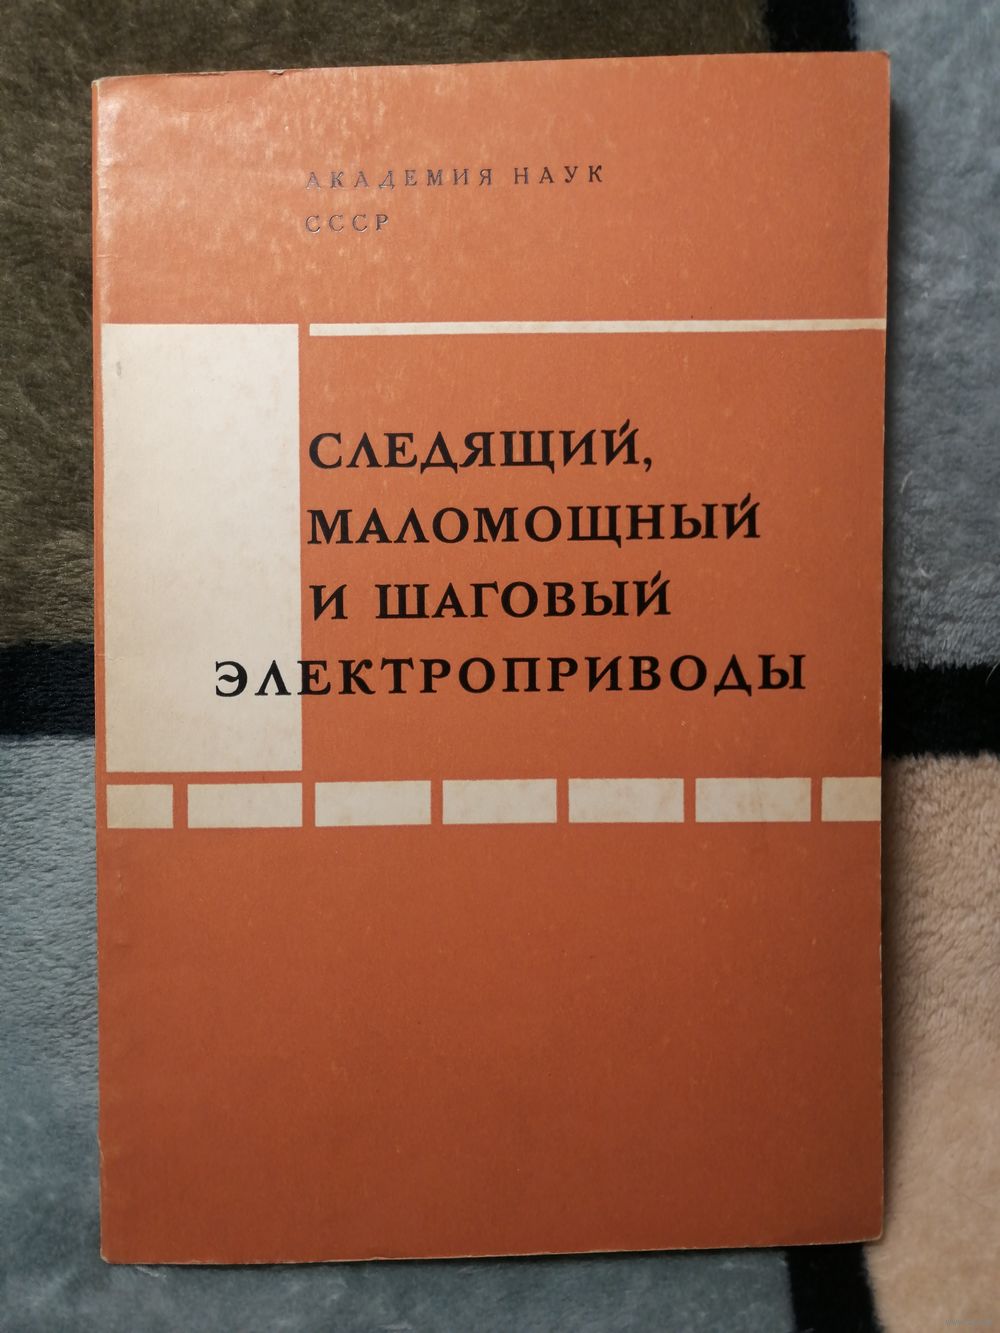 АКАДЕМИЯ НАУК
СССР
СЛЕДЯЩИЙ,
МАЛОМОЩНЫЙ
И ШАГОВЫЙ
ЭЛЕКТРОПРИВОДЫ